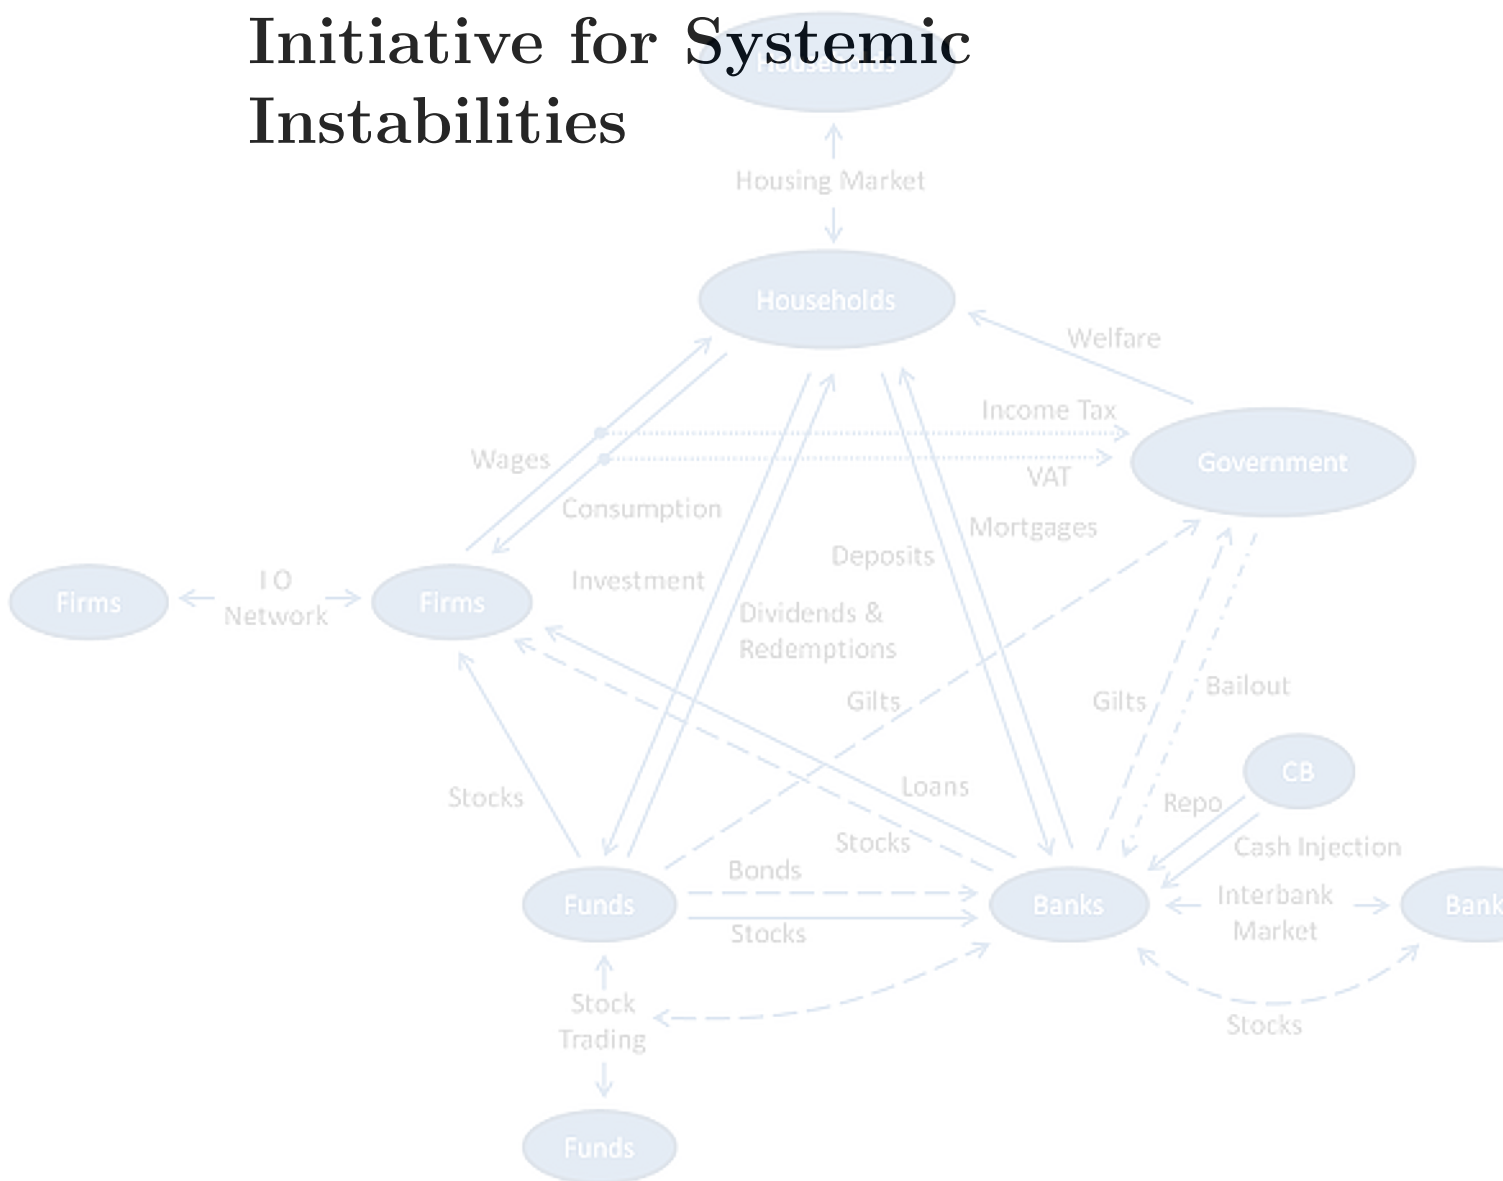 Initiative for Systemic
Instabilities
Households
Housing Market
Households
Welfare
Income Tax
Wages
VAT
Government
Consumption
Mortgages
Deposits
Investment
Firms
I O
Network
Firms
Dividends &
Redemptions
Gilts
Gilts
Bailout
CB
Loans
Repo
Stocks
Stocks
Cash Injection
Bonds
Funds
Banks
Interbank
Market
Bank
Stocks
Stock
Trading
Stocks
Funds